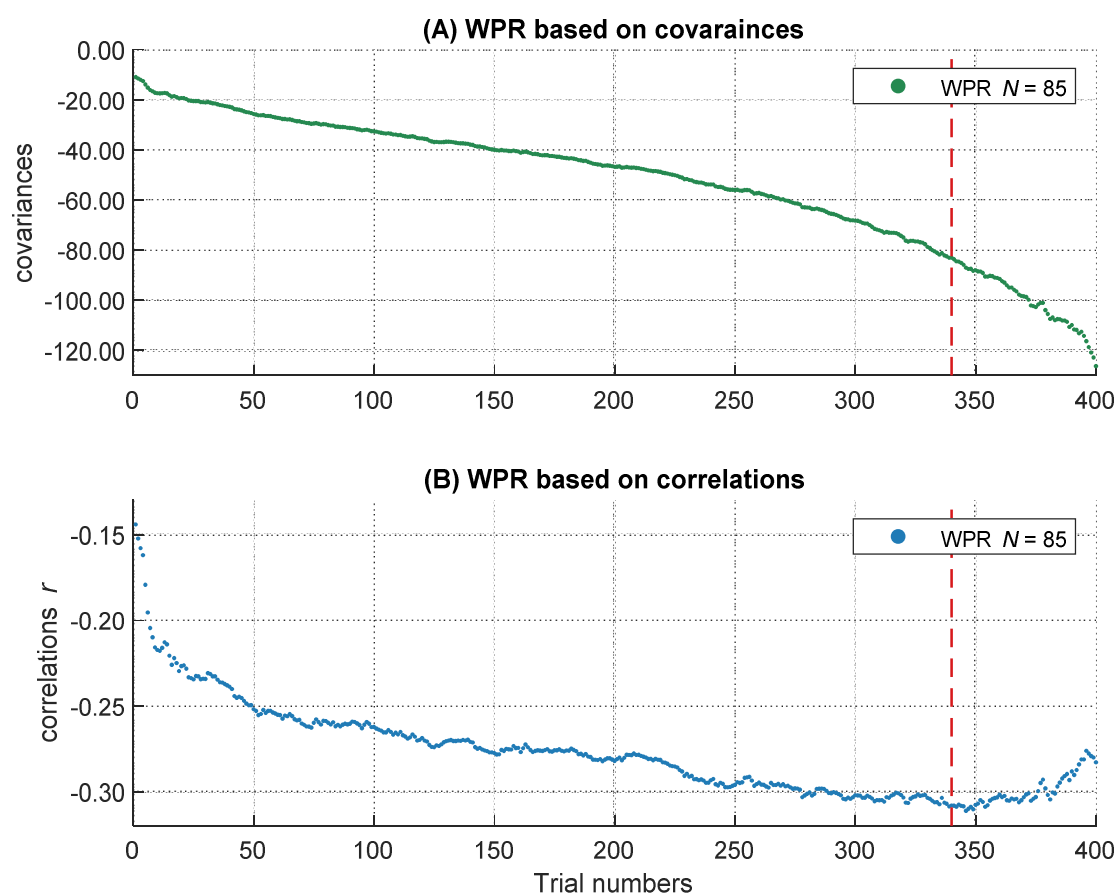 (A) WPR based on covarainces
0.00
-20.00
-40.00
-60.00
-80.00
-100.00
-120.00
covariances
WPR N = 85
0 50 100 150 200 250 300 350 400
(B) WPR based on correlations
-0.15
-0.20
-0.25
-0.30
correlations r
WPR N = 85
0 50 100 150 200 250 300 350 400
Trial numbers